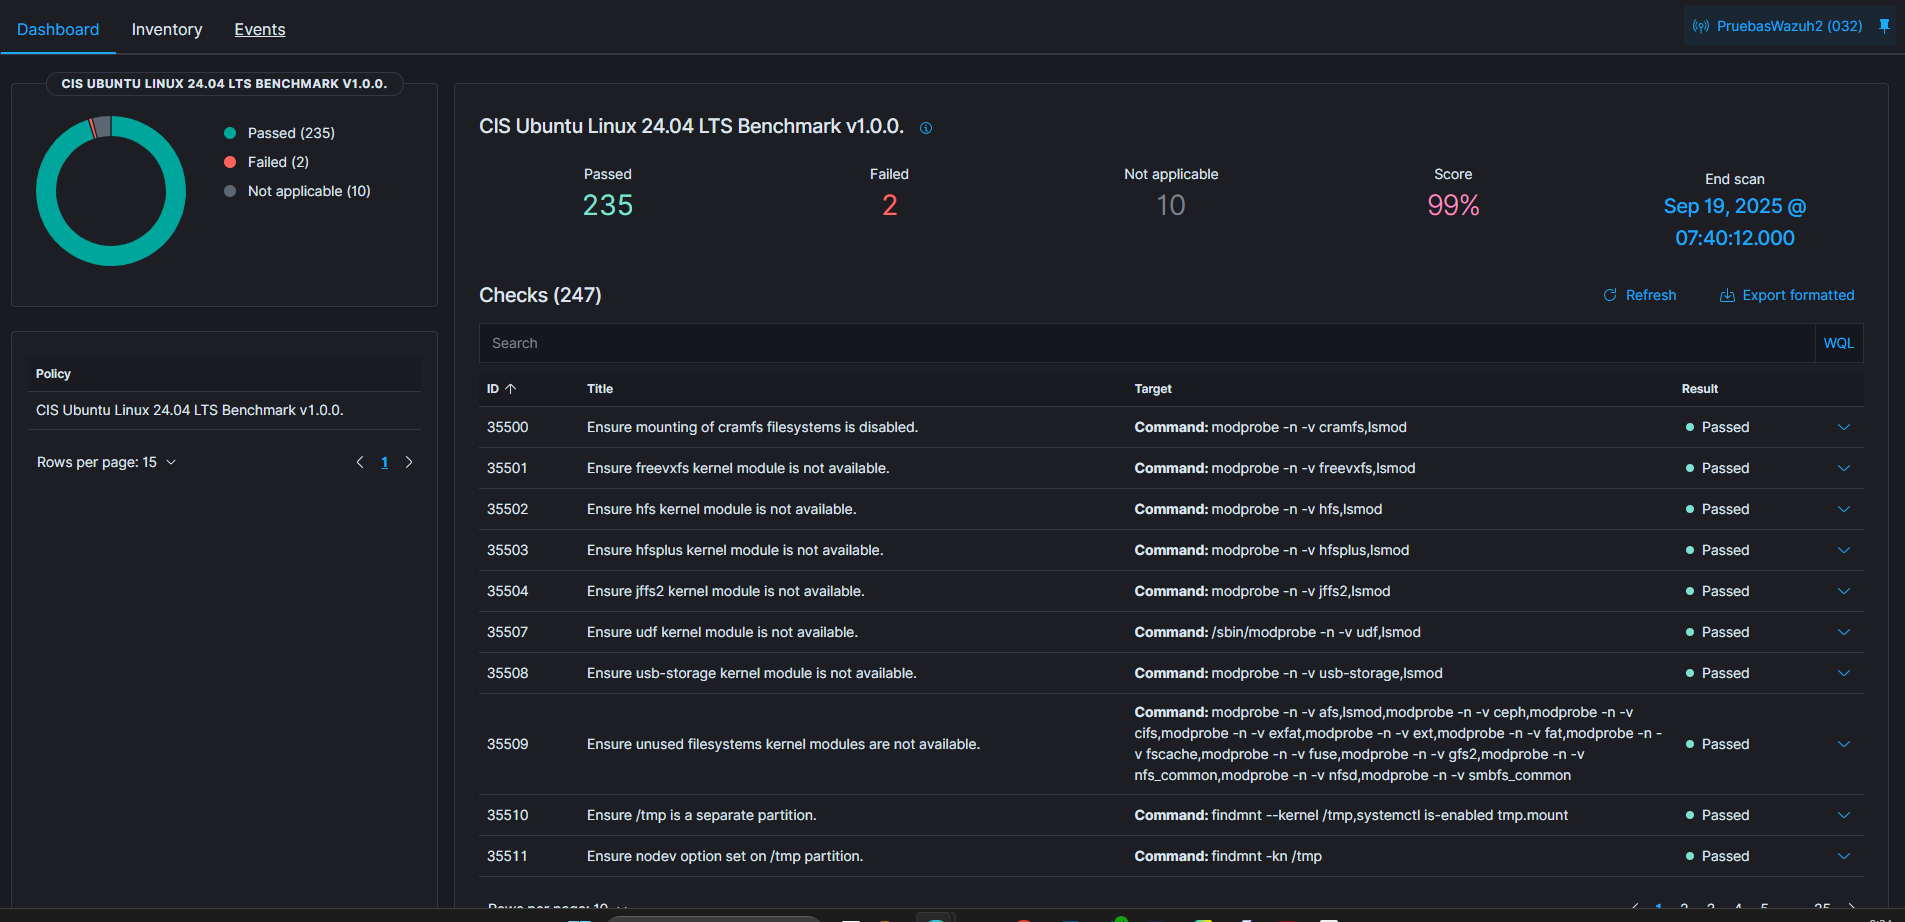 Dashboard Inventory Events PruebasWazuh2 (032)
CIS UBUNTU LINUX 24.04 LTS BENCHMARK V1.0.0.
Passed (235)
Failed (2)
Not applicable (10)
Policy
CIS Ubuntu Linux 24.04 LTS Benchmark v1.0.0.
Rows per page: 15 1
CIS Ubuntu Linux 24.04 LTS Benchmark v1.0.0.
Passed
235
Failed
2
Not applicable
10
Score
99%
End scan
Sep 19, 2025 @
07:40:12.000
Checks (247) Refresh Export formatted
Search WQL
ID Title Target Result
35500 Ensure mounting of cramfs filesystems is disabled. Command: modprobe -n -v cramfs,lsmod Passed
35501 Ensure freevxfs kernel module is not available. Command: modprobe -n -v freevxfs,lsmod Passed
35502 Ensure hfs kernel module is not available. Command: modprobe -n -v hfs,lsmod Passed
35503 Ensure hfsplus kernel module is not available. Command: modprobe -n -v hfsplus,lsmod Passed
35504 Ensure jffs2 kernel module is not available. Command: modprobe -n -v jffs2,lsmod Passed
35507 Ensure udf kernel module is not available. Command: /sbin/modprobe -n -v udf,lsmod Passed
35508 Ensure usb-storage kernel module is not available. Command: modprobe -n -v usb-storage,lsmod Passed
35509 Ensure unused filesystems kernel modules are not available. Command: modprobe -n -v afs,lsmod,modprobe -n -v ceph,modprobe -n -v
cifs,modprobe -n -v exfat,modprobe -n -v ext,modprobe -n -v fat,modprobe -n -
v fscache,modprobe -n -v fuse,modprobe -n -v gfs2,modprobe -n -v
nfs_common,modprobe -n -v nfsd,modprobe -n -v smbfs_common Passed
35510 Ensure /tmp is a separate partition. Command: findmnt --kernel /tmp,systemctl is-enabled tmp.mount Passed
35511 Ensure nodev option set on /tmp partition. Command: findmnt -kn /tmp Passed
Rows per page: 10 1 2 3 4 5 25